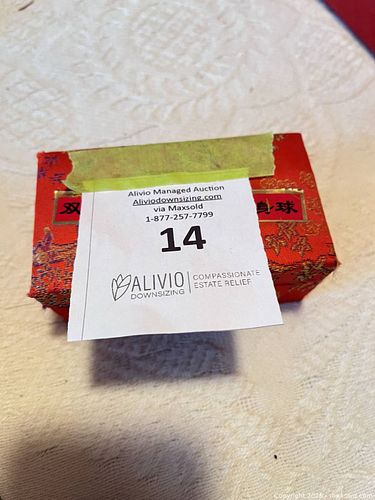 Alivio Managed Auction
Aliviodownsizing.com
via Maxsold
1-877-257-7799
14
双 身球
ALIVIO
DOWNSIZING
COMPASSIONATE
ESTATE RELIEF